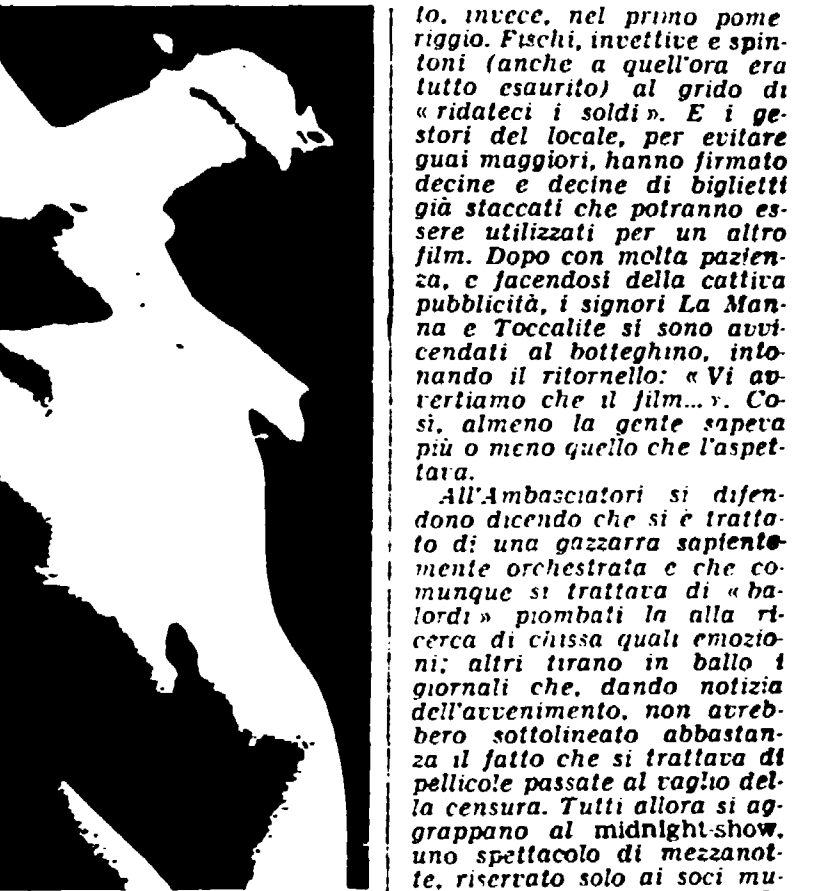 to, invece, nel primo pome
riggio. Fischi, invettive e spin-
toni (anche a quell'ora era
tutto esaurito) al grido di
« ridateci i soldi ». E i ge-
stori del locale, per evitare
guai maggiori, hanno firmato
decine e decine di biglietti
già staccati che potranno es-
sere utilizzati per un altro
film. Dopo con molta pazien-
za, e facendosi della cattiva
pubblicità, i signori La Man-
na e Toccalite si sono avvi-
cendati al botteghino, into-
nando il ritornello: « Vi av-
vertiamo che il film... ». Co-
sì, almeno la gente sapeva
più o meno quello che l'aspet-
tava.
All'Ambasciatori si difen-
dono dicendo che si è tratta-
to di una gazzarra sapiente-
mente orchestrata e che co-
munque si trattava di « ba-
lordi » piombati là alla ri-
cerca di chissà quali emozio-
ni; altri tirano in ballo i
giornali che, dando notizia
dell'avvenimento, non avreb-
bero sottolineato abbastan-
za il fatto che si trattava di
pellicole passate al vaglio del-
la censura. Tutti allora si ag-
grappano al midnight-show,
uno spettacolo di mezzanot-
te, riservato solo ai soci mu-